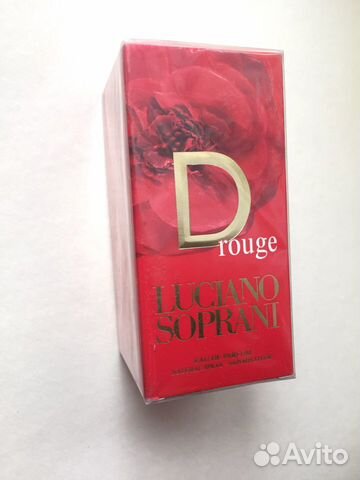 D
rouge
LUCIANO
SOPRANI
EAU DE PARFUM
NATURAL SPRAY VAPORISATEUR
Avito